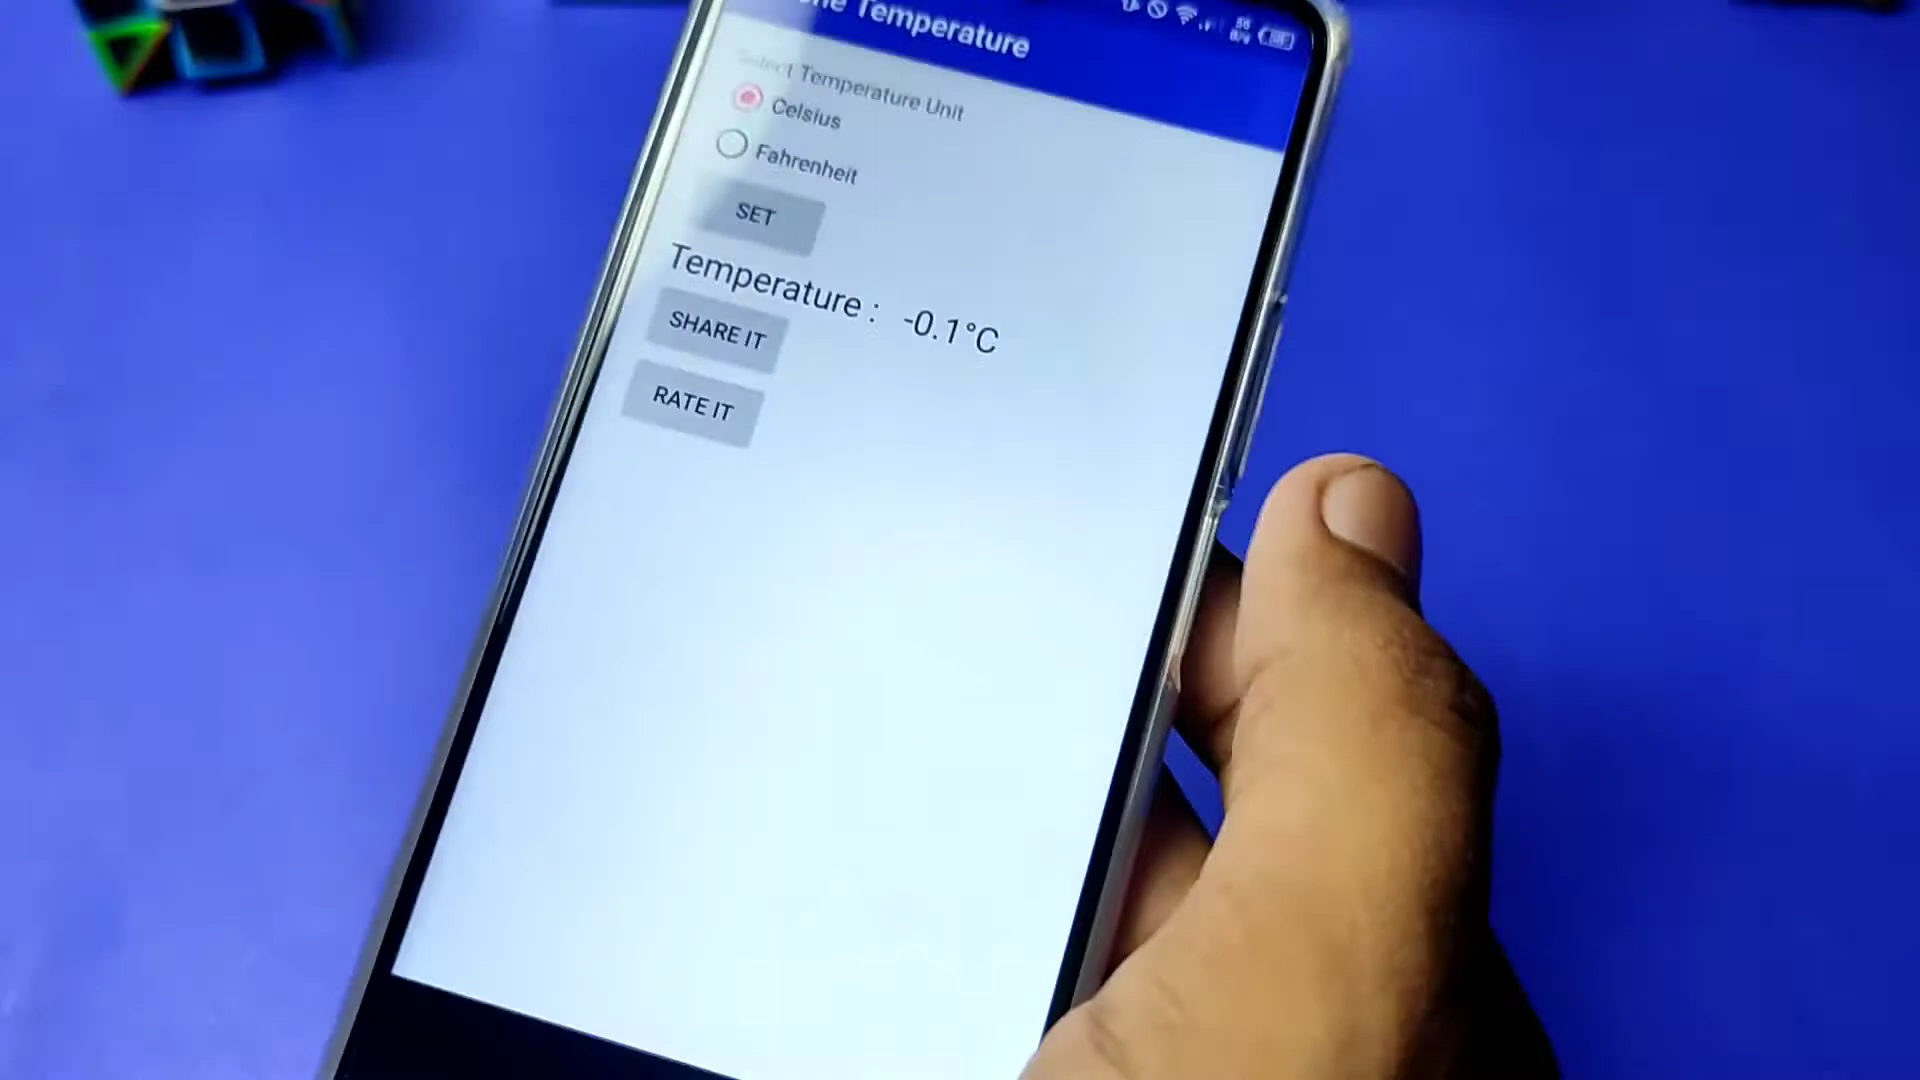 Temperature
Select Temperature Unit
Celsius
Fahrenheit
SET
Temperature : -0.1°C
SHARE IT
RATE IT